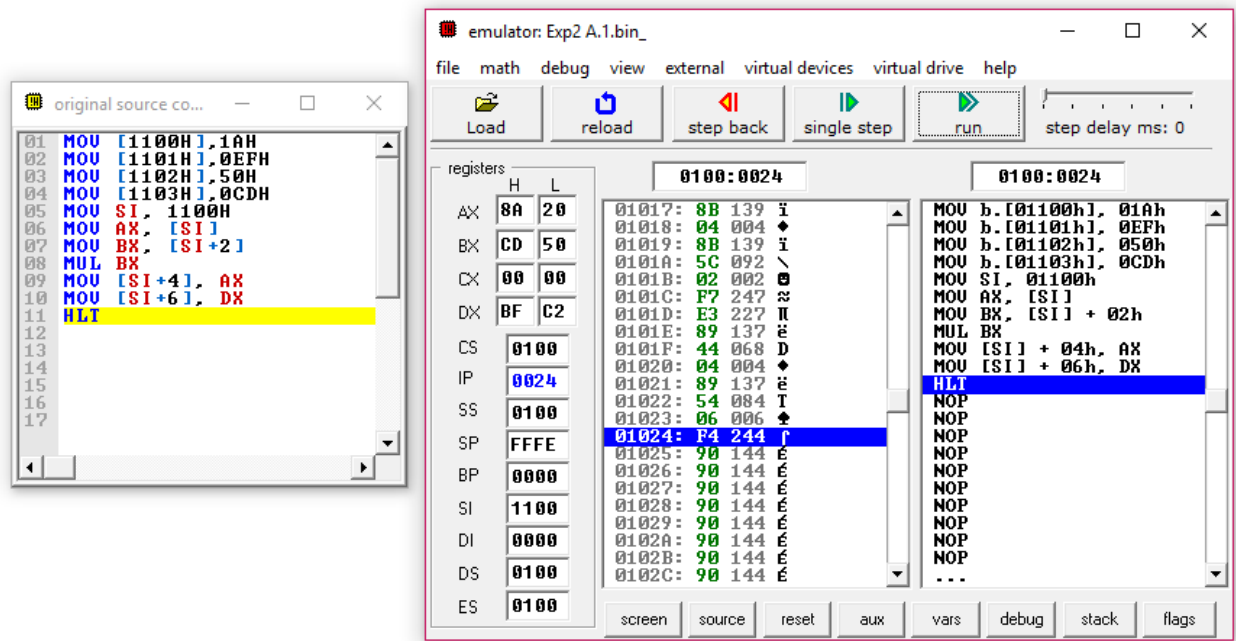 original source co...
01 MOV [1100H],1AH
02 MOV [1101H],0EFH
03 MOV [1102H],50H
04 MOV [1103H],0CDH
05 MOV SI, 1100H
06 MOV AX, [SI]
07 MOV BX, [SI+2]
08 MUL BX
09 MOV [SI+4], AX
10 MOV [SI+6], DX
11 HLT
12
13
14
15
16
17
emulator: Exp2 A.1.bin_
file math debug view external virtual devices virtual drive help
Load reload step back single step run step delay ms: 0
registers
H L
AX 8A 20
BX CD 50
CX 00 00
DX BF C2
CS 0100
IP 0024
SS 0100
SP FFFE
BP 0000
SI 1100
DI 0000
DS 0100
ES 0100
0100:0024
01017: 8B 139 ï
01018: 04 004 ♦
01019: 8B 139 ï
0101A: 5C 092 \
0101B: 02 002 ☻
0101C: F7 247 ≈
0101D: E3 227 π
0101E: 89 137 ë
0101F: 44 068 D
01020: 04 004 ♦
01021: 89 137 ë
01022: 54 084 T
01023: 06 006 ♠
01024: F4 244 ⌠
01025: 90 144 É
01026: 90 144 É
01027: 90 144 É
01028: 90 144 É
01029: 90 144 É
0102A: 90 144 É
0102B: 90 144 É
0102C: 90 144 É
0100:0024
MOV b.[01100h], 01Ah
MOV b.[01101h], 0EFh
MOV b.[01102h], 050h
MOV b.[01103h], 0CDh
MOV SI, 01100h
MOV AX, [SI]
MOV BX, [SI] + 02h
MUL BX
MOV [SI] + 04h, AX
MOV [SI] + 06h, DX
HLT
NOP
NOP
NOP
NOP
NOP
NOP
NOP
NOP
NOP
NOP
...
screen source reset aux vars debug stack flags